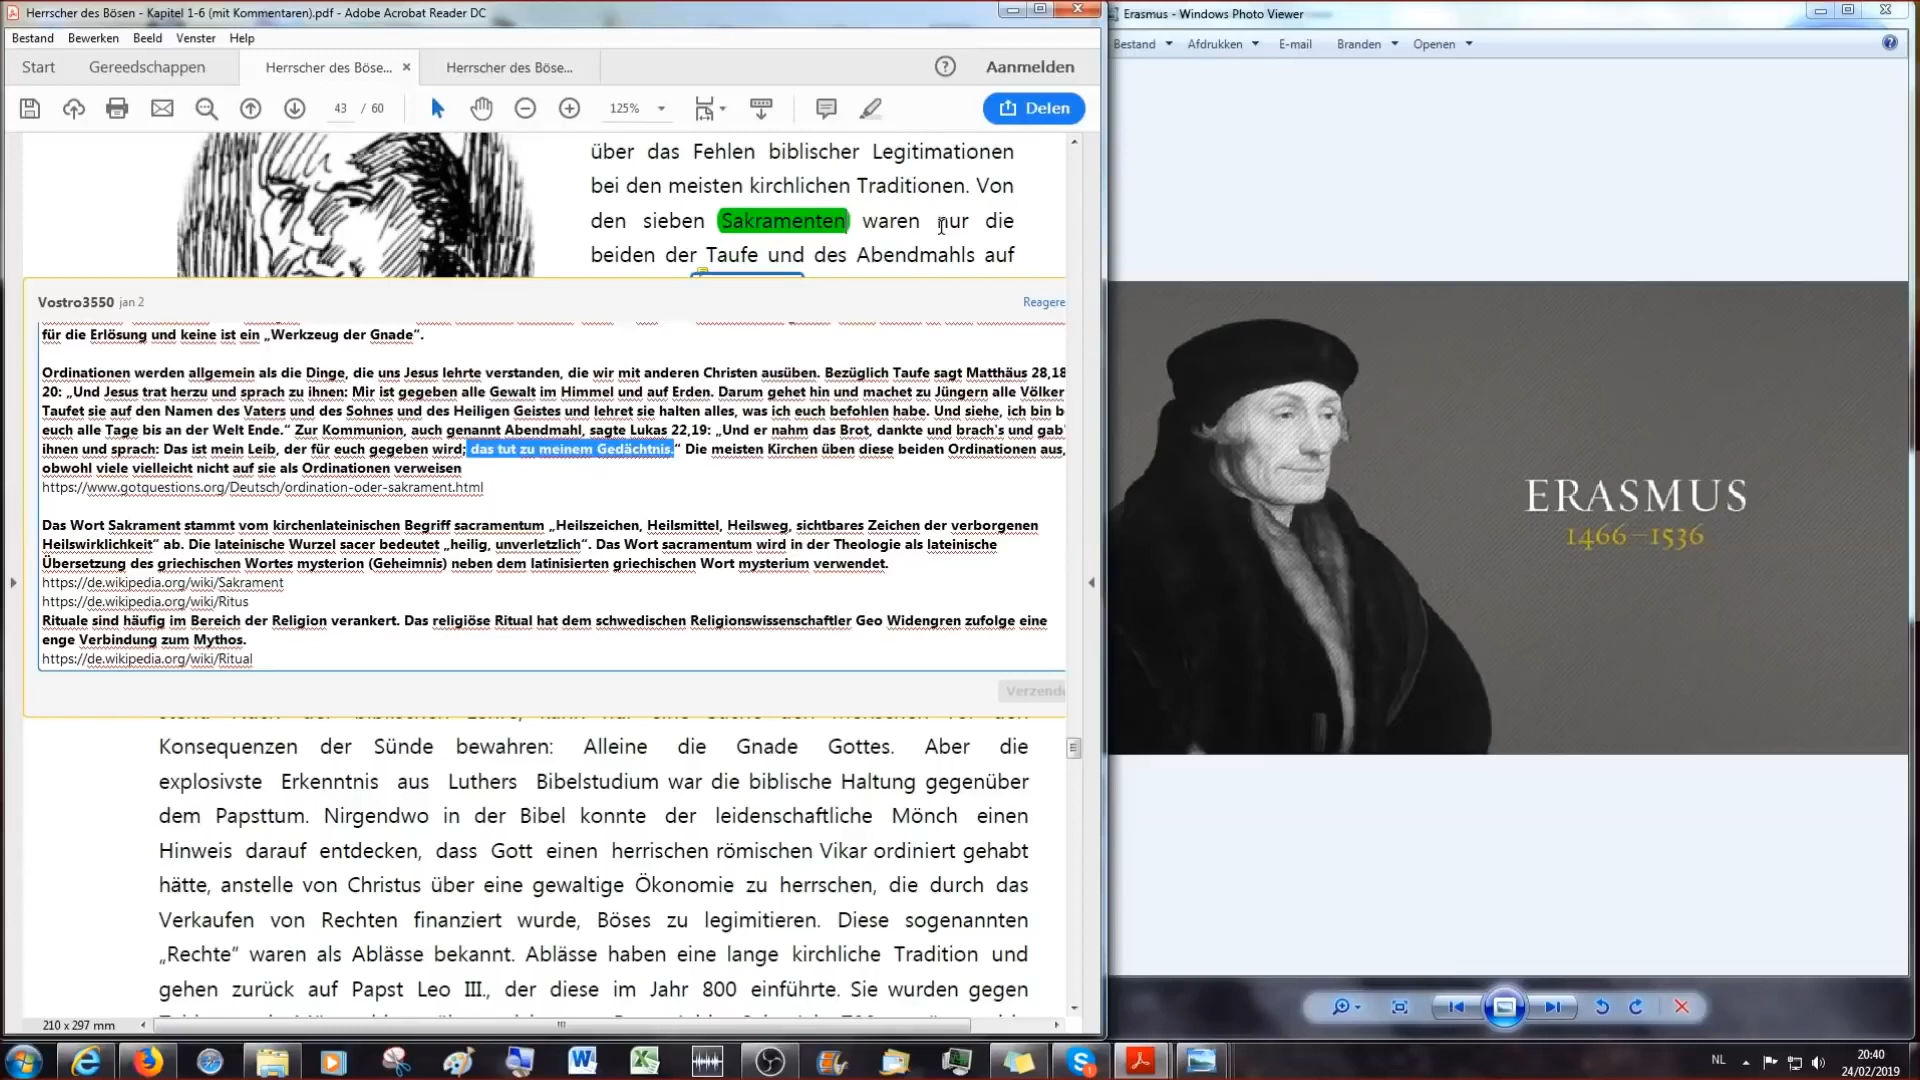 Herrscher des Bösen - Kapitel 1-6 (mit Kommentaren).pdf - Adobe Acrobat Reader DC
Bestand Bewerken Beeld Venster Help
Start Gereedschappen Herrscher des Böse... × Herrscher des Böse... Aanmelden
43 / 60 125% Delen
über das Fehlen biblischer Legitimationen
bei den meisten kirchlichen Traditionen. Von
den sieben Sakramenten waren nur die
beiden der Taufe und des Abendmahls auf
Vostro3550 jan 2 Reagere
für die Erlösung und keine ist ein „Werkzeug der Gnade“.
Ordinationen werden allgemein als die Dinge, die uns Jesus lehrte verstanden, die wir mit anderen Christen ausüben. Bezüglich Taufe sagt Matthäus 28,18
20: „Und Jesus trat herzu und sprach zu ihnen: Mir ist gegeben alle Gewalt im Himmel und auf Erden. Darum gehet hin und machet zu Jüngern alle Völker
Taufet sie auf den Namen des Vaters und des Sohnes und des Heiligen Geistes und lehret sie halten alles, was ich euch befohlen habe. Und siehe, ich bin b
euch alle Tage bis an der Welt Ende.“ Zur Kommunion, auch genannt Abendmahl, sagte Lukas 22,19: „Und er nahm das Brot, dankte und brach's und gab'
ihnen und sprach: Das ist mein Leib, der für euch gegeben wird; das tut zu meinem Gedächtnis.“ Die meisten Kirchen üben diese beiden Ordinationen aus,
obwohl viele vielleicht nicht auf sie als Ordinationen verweisen
https://www.gotquestions.org/Deutsch/ordination-oder-sakrament.html
Das Wort Sakrament stammt vom kirchenlateinischen Begriff sacramentum „Heilszeichen, Heilsmittel, Heilsweg, sichtbares Zeichen der verborgenen
Heilswirklichkeit“ ab. Die lateinische Wurzel sacer bedeutet „heilig, unverletzlich“. Das Wort sacramentum wird in der Theologie als lateinische
Übersetzung des griechischen Wortes mysterion (Geheimnis) neben dem latinisierten griechischen Wort mysterium verwendet.
https://de.wikipedia.org/wiki/Sakrament
https://de.wikipedia.org/wiki/Ritus
Rituale sind häufig im Bereich der Religion verankert. Das religiöse Ritual hat dem schwedischen Religionswissenschaftler Geo Widengren zufolge eine
enge Verbindung zum Mythos.
https://de.wikipedia.org/wiki/Ritual
Verzende
Konsequenzen der Sünde bewahren: Alleine die Gnade Gottes. Aber die
explosivste Erkenntnis aus Luthers Bibelstudium war die biblische Haltung gegenüber
dem Papsttum. Nirgendwo in der Bibel konnte der leidenschaftliche Mönch einen
Hinweis darauf entdecken, dass Gott einen herrischen römischen Vikar ordiniert gehabt
hätte, anstelle von Christus über eine gewaltige Ökonomie zu herrschen, die durch das
Verkaufen von Rechten finanziert wurde, Böses zu legitimieren. Diese sogenannten
„Rechte“ waren als Ablässe bekannt. Ablässe haben eine lange kirchliche Tradition und
gehen zurück auf Papst Leo III., der diese im Jahr 800 einführte. Sie wurden gegen
210 x 297 mm
Erasmus - Windows Photo Viewer
Bestand Afdrukken E-mail Branden Openen
ERASMUS
1466–1536
NL
20:40
24/02/2019